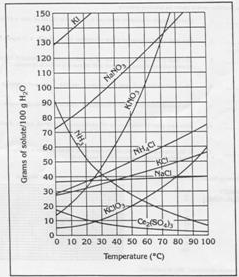 150
140
130
120
110
100
90
80
70
60
50
40
30
20
10
0
Grams of solute/100 g H₂O
KI
NaNO₃
KNO₃
NH₃
NH₄Cl
KCl
NaCl
KClO₃
Ce₂(SO₄)₃
0 10 20 30 40 50 60 70 80 90 100
Temperature (°C)